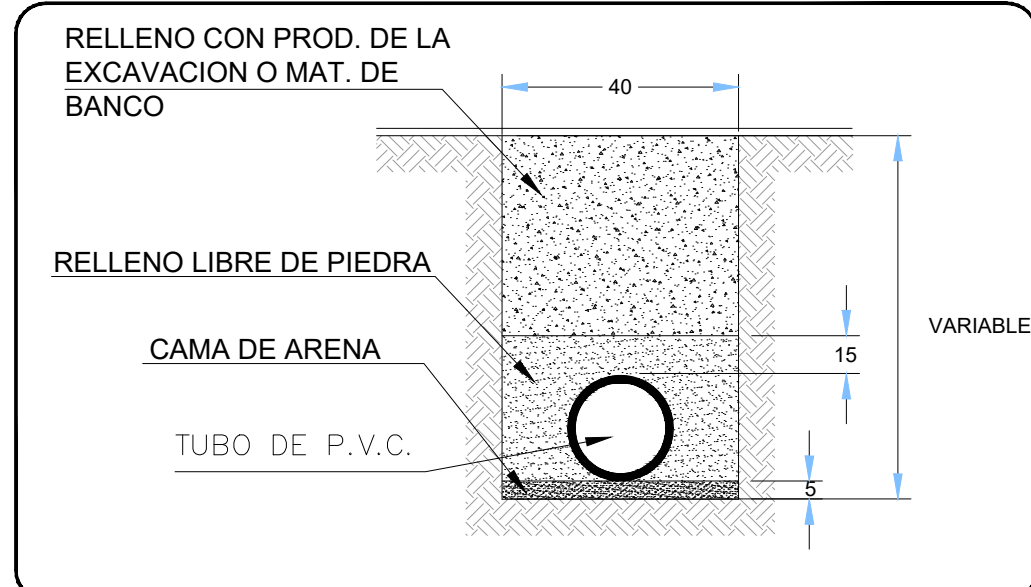 RELLENO CON PROD. DE LA
EXCAVACION O MAT. DE
BANCO
40
RELLENO LIBRE DE PIEDRA
VARIABLE
15
CAMA DE ARENA
TUBO DE P.V.C.
5